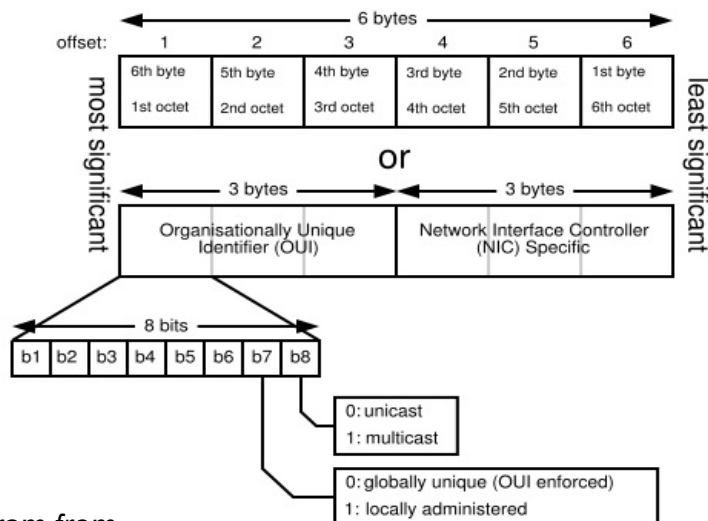 6 bytes
offset: 1 2 3 4 5 6
6th byte 5th byte 4th byte 3rd byte 2nd byte 1st byte
1st octet 2nd octet 3rd octet 4th octet 5th octet 6th octet
most significant
least significant
or
3 bytes 3 bytes
Organisationally Unique
Identifier (OUI)
Network Interface Controller
(NIC) Specific
8 bits
b1 b2 b3 b4 b5 b6 b7 b8
0: unicast
1: multicast
0: globally unique (OUI enforced)
1: locally administered